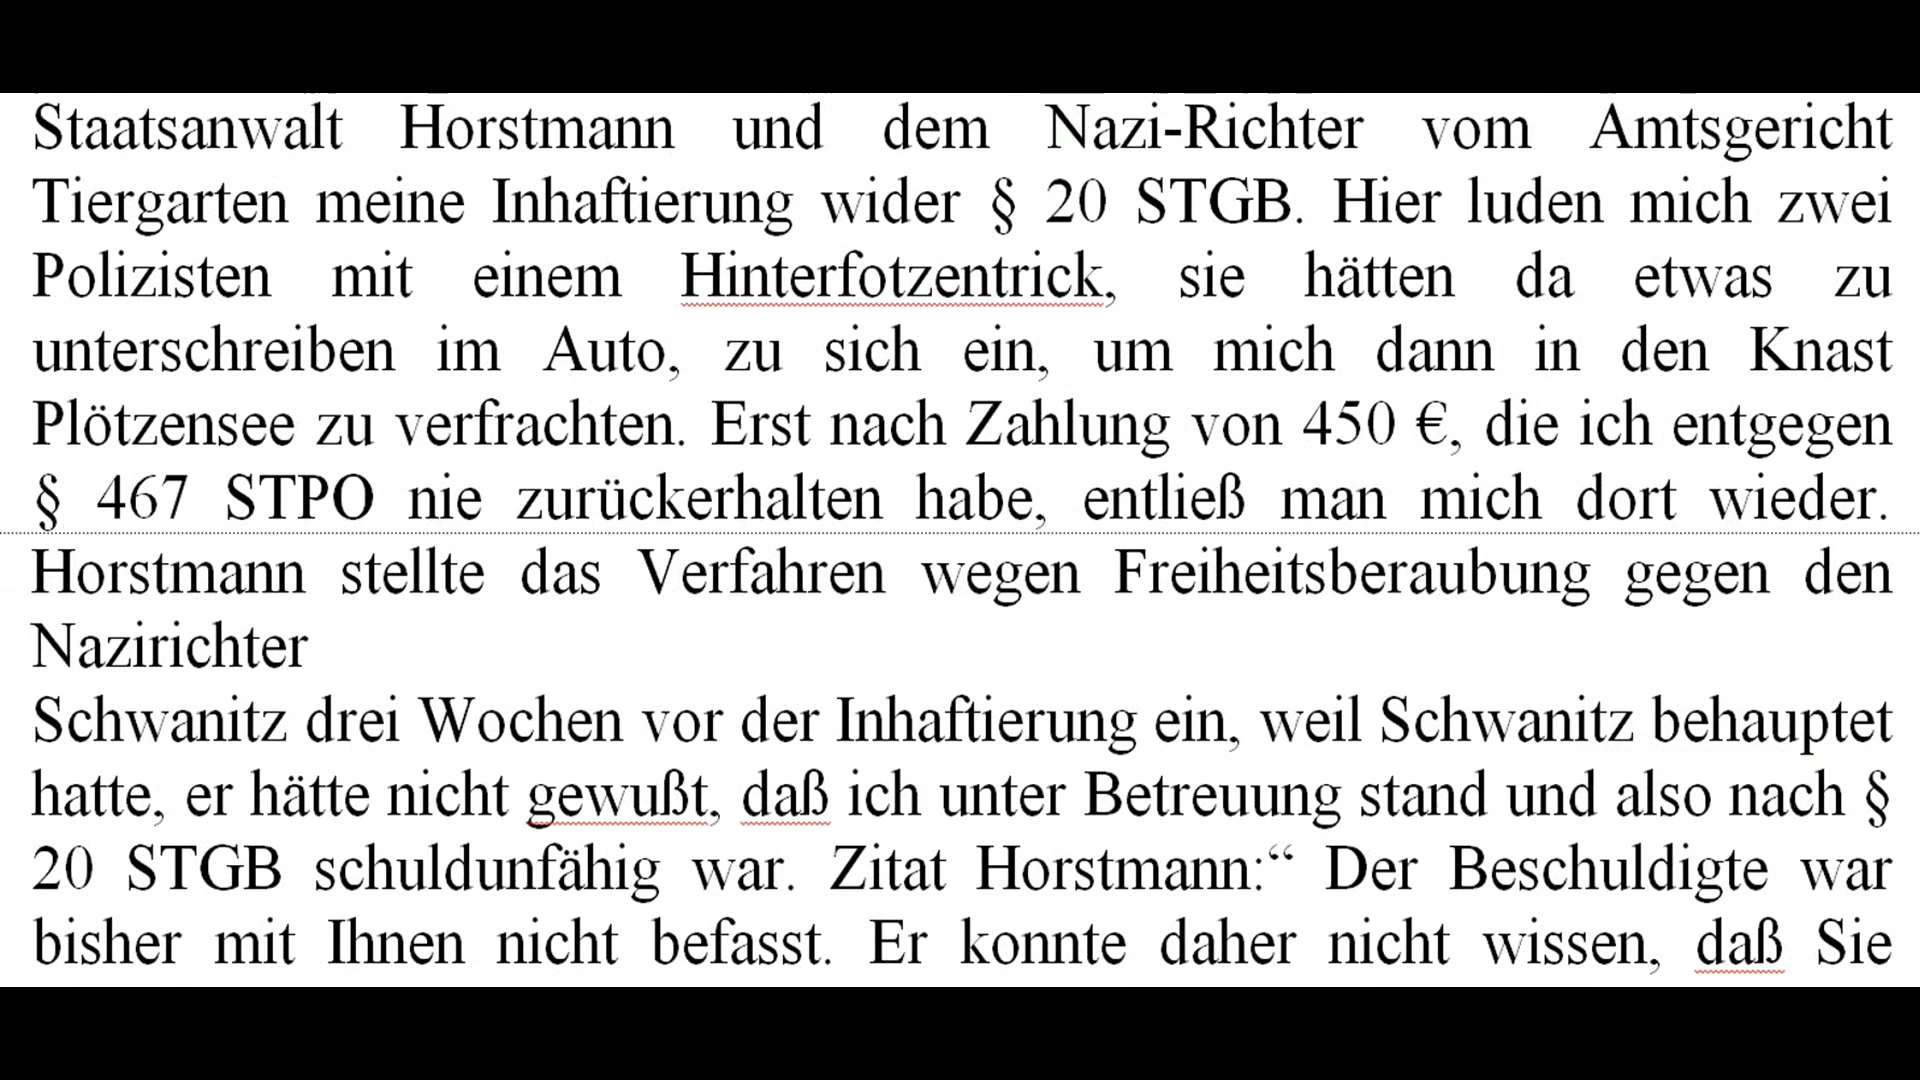 Staatsanwalt Horstmann und dem Nazi-Richter vom Amtsgericht
Tiergarten meine Inhaftierung wider § 20 STGB. Hier luden mich zwei
Polizisten mit einem Hinterfotzentrick, sie hätten da etwas zu
unterschreiben im Auto, zu sich ein, um mich dann in den Knast
Plötzensee zu verfrachten. Erst nach Zahlung von 450 €, die ich entgegen
§ 467 STPO nie zurückerhalten habe, entließ man mich dort wieder.
Horstmann stellte das Verfahren wegen Freiheitsberaubung gegen den
Nazirichter
Schwanitz drei Wochen vor der Inhaftierung ein, weil Schwanitz behauptet
hatte, er hätte nicht gewußt, daß ich unter Betreuung stand und also nach §
20 STGB schuldunfähig war. Zitat Horstmann:“ Der Beschuldigte war
bisher mit Ihnen nicht befasst. Er konnte daher nicht wissen, daß Sie